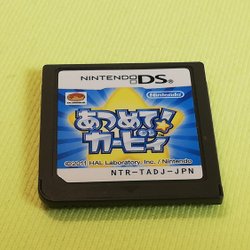 NINTENDO DS
Nintendo
あつめて!
カービィ
© 2011 HAL Laboratory, Inc. / Nintendo
NTR-TADJ-JPN